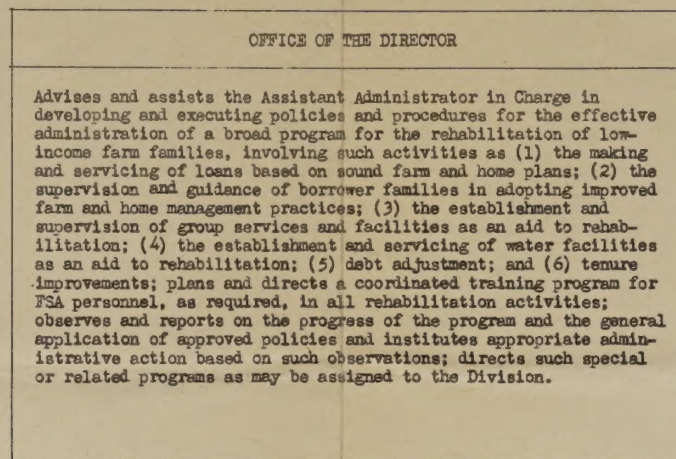 OFFICE OF THE DIRECTOR
Advises and assists the Assistant Administrator in Charge in
developing and executing policies and procedures for the effective
administration of a broad program for the rehabilitation of low-
income farm families, involving such activities as (1) the making
and servicing of loans based on sound farm and home plans; (2) the
supervision and guidance of borrower families in adopting improved
farm and home management practices; (3) the establishment and
supervision of group services and facilities as an aid to rehab-
ilitation; (4) the establishment and servicing of water facilities
as an aid to rehabilitation; (5) debt adjustment; and (6) tenure
improvements; plans and directs a coordinated training program for
FSA personnel, as required, in all rehabilitation activities;
observes and reports on the progress of the program and the general
application of approved policies and institutes appropriate admin-
istrative action based on such observations; directs such special
or related programs as may be assigned to the Division.